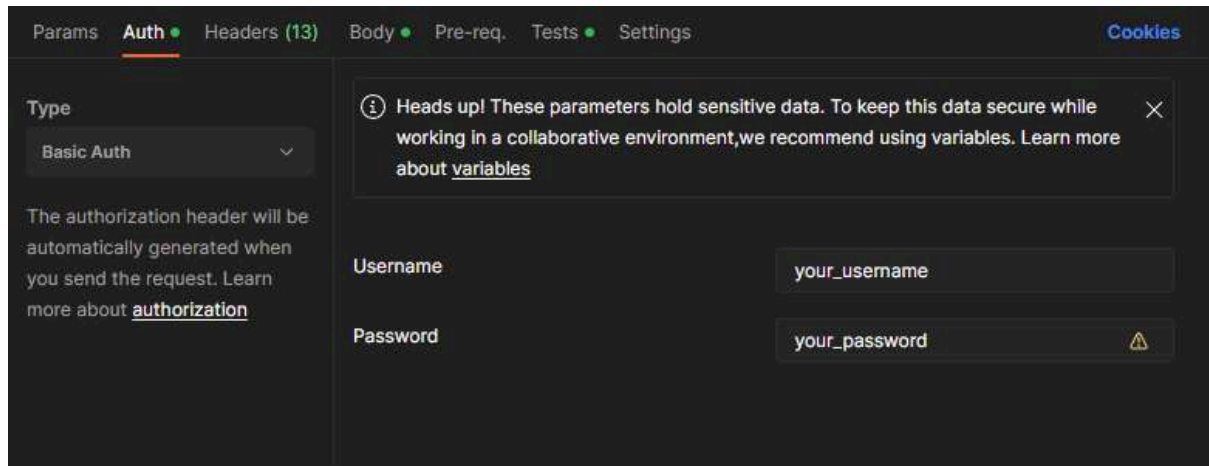 Params Auth Headers (13) Body Pre-req. Tests Settings Cookies
Type
Basic Auth
The authorization header will be
automatically generated when
you send the request. Learn
more about authorization
Heads up! These parameters hold sensitive data. To keep this data secure while
working in a collaborative environment,we recommend using variables. Learn more
about variables
Username your_username
Password your_password